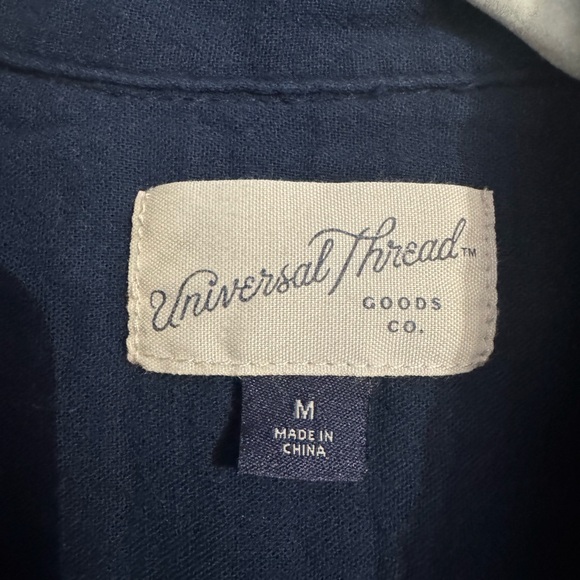 Universal Thread™
GOODS
CO.
M
MADE IN
CHINA